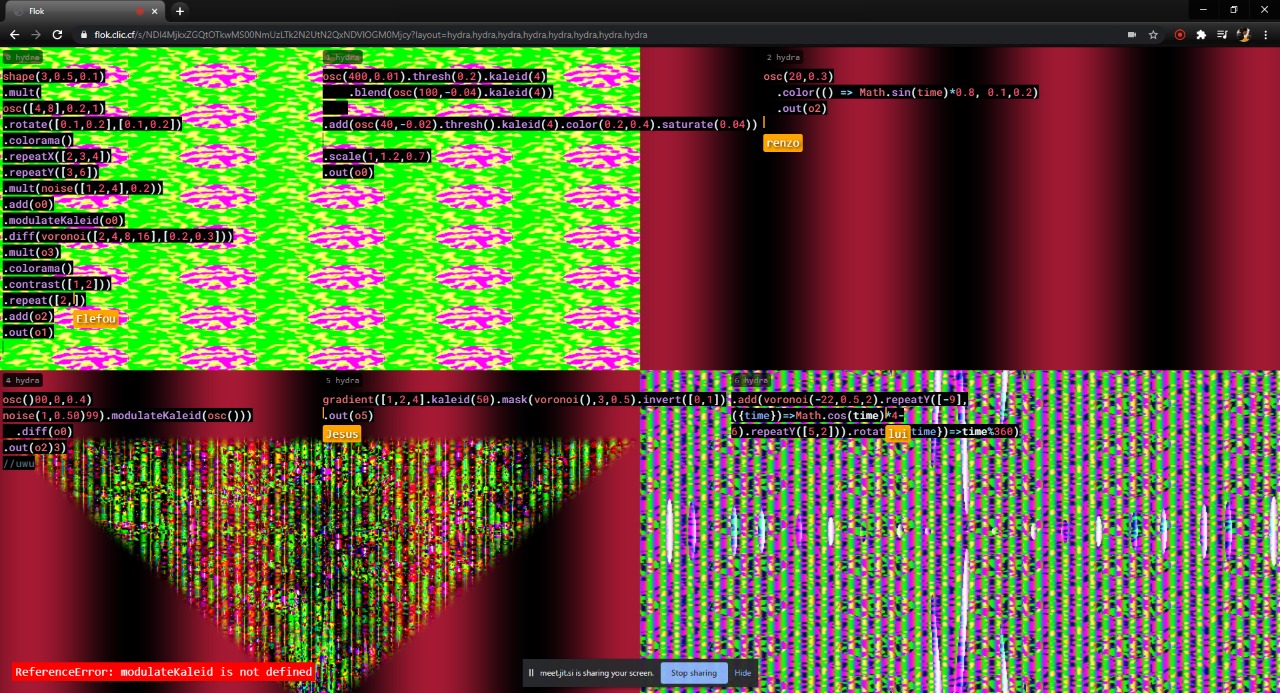 Flok
flok.clic.cf/s/NDI4MjkxZGQtOTkwMS00NmUzLTk2N2UtN2QxNDVlOGM0Mjcy?layout=hydra,hydra,hydra,hydra,hydra,hydra,hydra
0 hydra
shape(3,0.5,0.1)
.mult(
osc([4,8],0.2,1)
.rotate([0.1,0.2],[0.1,0.2])
.colorama()
.repeatX([2,3,4])
.repeatY([3,6])
.mult(noise([1,2,4],0.2))
.add(o0)
.modulateKaleid(o0)
.diff(voronoi([2,4,8,16],[0.2,0.3]))
.mult(o3)
.colorama()
.contrast([1,2]))
.repeat([2,])
.add(o2)
Elefou
.out(o1)
1 hydra
osc(400,0.01).thresh(0.2).kaleid(4)
.blend(osc(100,-0.04).kaleid(4))
.add(osc(40,-0.02).thresh().kaleid(4).color(0.2,0.4).saturate(0.04))
.scale(1,1.2,0.7)
.out(o0)
2 hydra
osc(20,0.3)
.color(() => Math.sin(time)*0.8, 0.1,0.2)
.out(o2)
renzo
4 hydra
osc()00,0,0.4)
noise(1,0.50)99).modulateKaleid(osc()))
.diff(o0)
.out(o2)3)
//uwu
5 hydra
gradient([1,2,4].kaleid(50).mask(voronoi(),3,0.5).invert([0,1])
.out(o5)
Jesus
6 hydra
.add(voronoi(-22,0.5,2).repeatY([-9],
({time})=>Math.cos(time)*4-
6).repeatY([5,2])).rotat
lui
time})=>time%360)
ReferenceError: modulateKaleid is not defined
meet.jit.si is sharing your screen.
Stop sharing
Hide